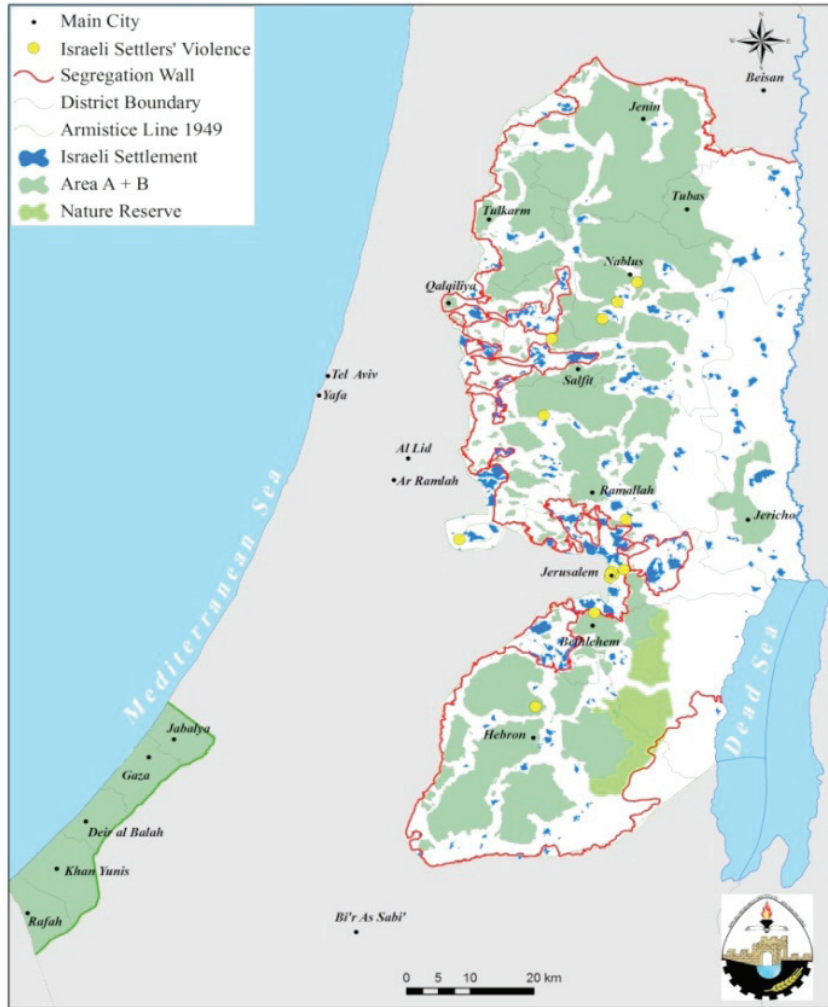 Main City
Israeli Settlers' Violence
Segregation Wall
District Boundary
Armistice Line 1949
Israeli Settlement
Area A + B
Nature Reserve
N
W
E
S
Beisan
Jenin
Tubas
Tulkarm
Nablus
Qalqiliya
Salfit
Tel Aviv
Yafa
Al Lid
Ar Ramlah
Ramallah
Jericho
Jerusalem
Bethlehem
Mediterranean Sea
Dead Sea
Hebron
Jabalya
Gaza
Deir al Balah
Khan Yunis
Rafah
Bi'r As Sabi'
0 5 10 20 km